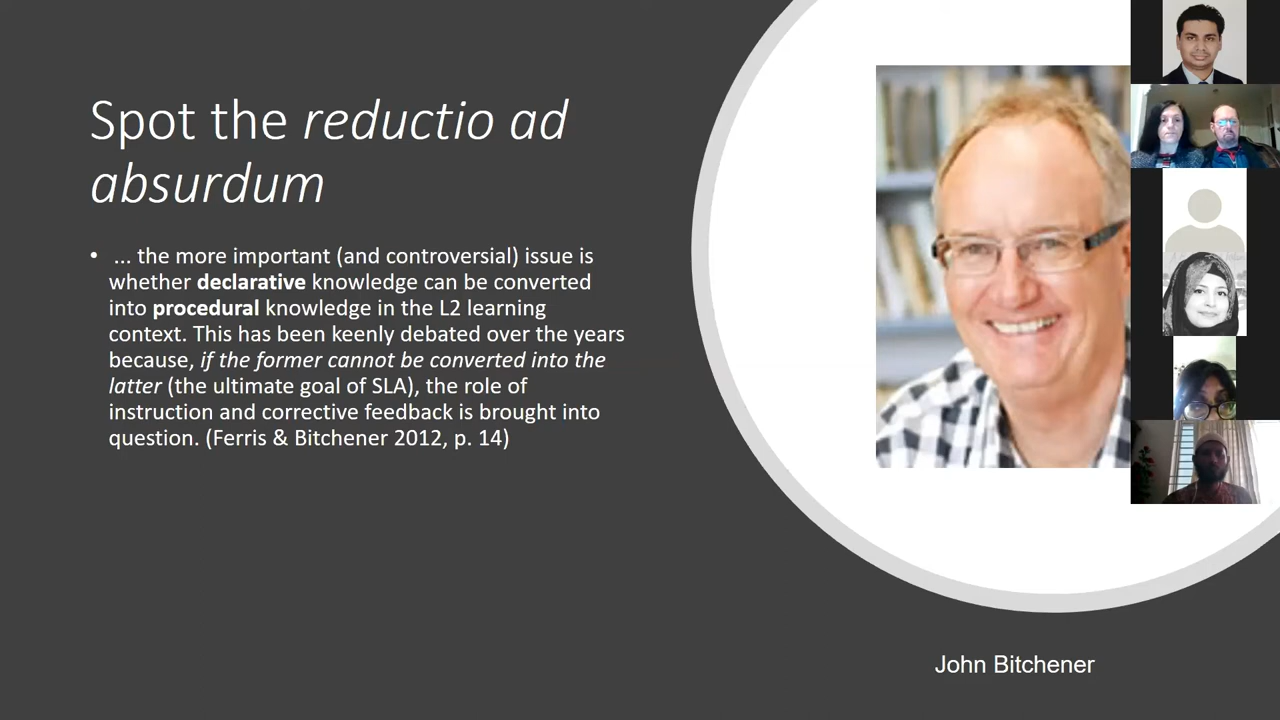 Spot the reductio ad
absurdum
• ... the more important (and controversial) issue is
whether declarative knowledge can be converted
into procedural knowledge in the L2 learning
context. This has been keenly debated over the years
because, if the former cannot be converted into the
latter (the ultimate goal of SLA), the role of
instruction and corrective feedback is brought into
question. (Ferris & Bitchener 2012, p. 14)
John Bitchener